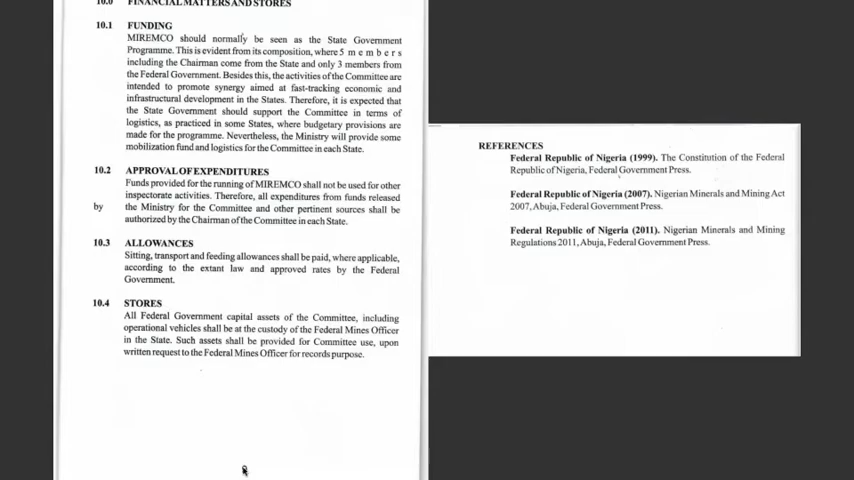 10.0 FINANCIAL MATTERS AND STORES
10.1 FUNDING
MIREMCO should normally be seen as the State Government
Programme. This is evident from its composition, where 5 m e m b e r s
including the Chairman come from the State and only 3 members from
the Federal Government. Besides this, the activities of the Committee are
intended to promote synergy aimed at fast-tracking economic and
infrastructural development in the States. Therefore, it is expected that
the State Government should support the Committee in terms of
logistics, as practiced in some States, where budgetary provisions are
made for the programme. Nevertheless, the Ministry will provide some
mobilization fund and logistics for the Committee in each State.
10.2 APPROVAL OF EXPENDITURES
Funds provided for the running of MIREMCO shall not be used for other
inspectorate activities. Therefore, all expenditures from funds released
by the Ministry for the Committee and other pertinent sources shall be
authorized by the Chairman of the Committee in each State.
10.3 ALLOWANCES
Sitting, transport and feeding allowances shall be paid, where applicable,
according to the extant law and approved rates by the Federal
Government.
10.4 STORES
All Federal Government capital assets of the Committee, including
operational vehicles shall be at the custody of the Federal Mines Officer
in the State. Such assets shall be provided for Committee use, upon
written request to the Federal Mines Officer for records purpose.
REFERENCES
Federal Republic of Nigeria (1999). The Constitution of the Federal
Republic of Nigeria, Federal Government Press.
Federal Republic of Nigeria (2007). Nigerian Minerals and Mining Act
2007, Abuja, Federal Government Press.
Federal Republic of Nigeria (2011). Nigerian Minerals and Mining
Regulations 2011, Abuja, Federal Government Press.